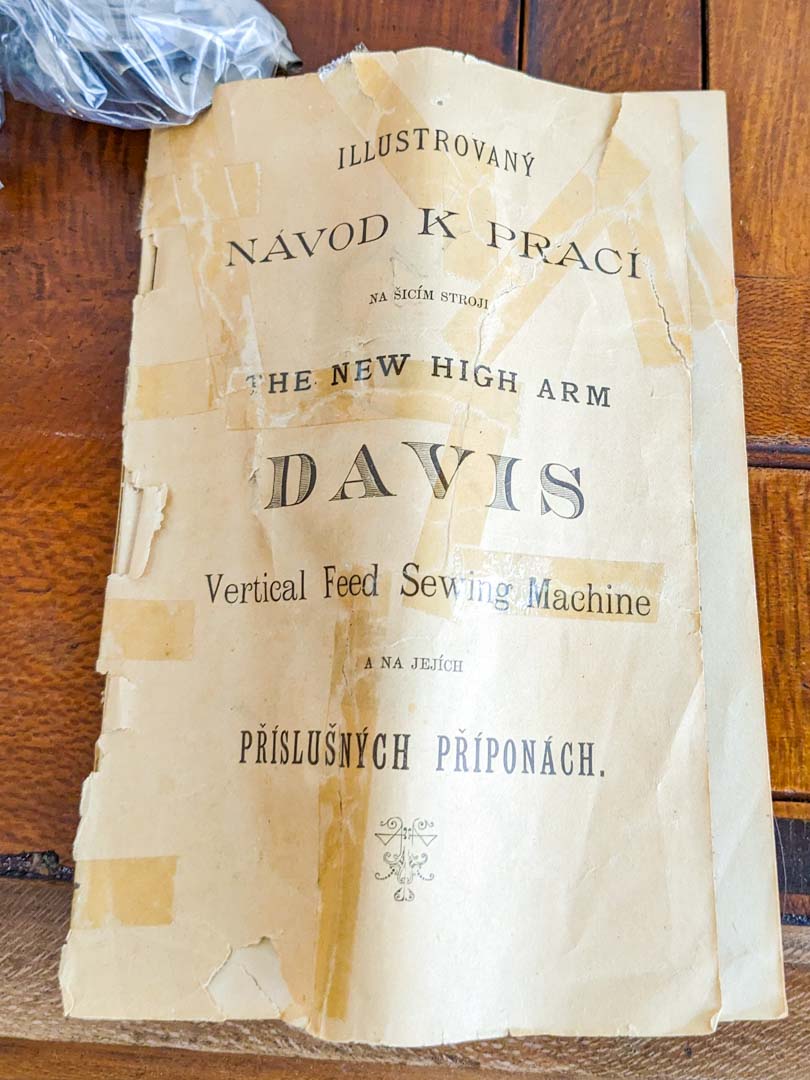 ILLUSTROVANÝ
NÁVOD K PRACÍ
NA ŠICÍM STROJI
THE NEW HIGH ARM
DAVIS
Vertical Feed Sewing Machine
A NA JEJÍCH
PŘÍSLUŠNÝCH PŘÍPONÁCH.